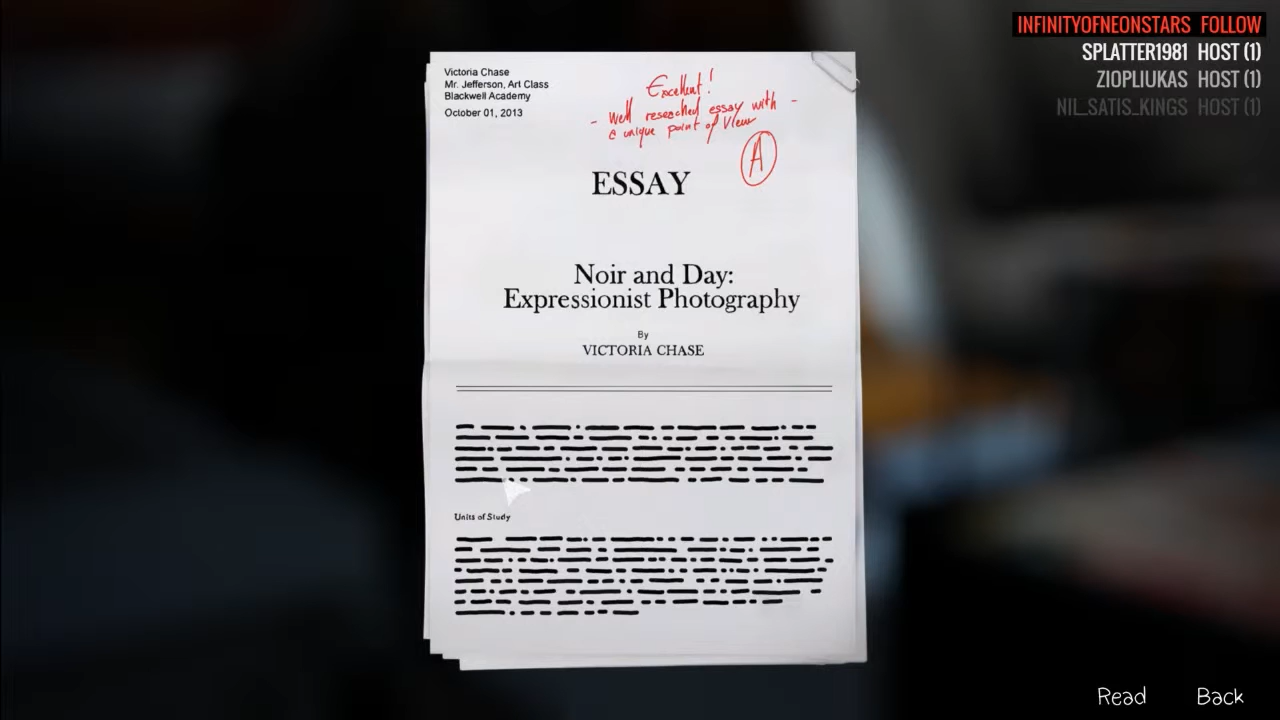 INFINITYOFNEONSTARS FOLLOW
SPLATTER1981 HOST (1)
ZIOPLIUKAS HOST (1)
NIL_SATIS_KINGS HOST (1)
Victoria Chase
Mr. Jefferson, Art Class
Blackwell Academy
October 01, 2013
Excellent!
- Well reseached essay with -
a unique point of View
A
ESSAY
Noir and Day:
Expressionist Photography
By
VICTORIA CHASE
Units of Study
Read Back